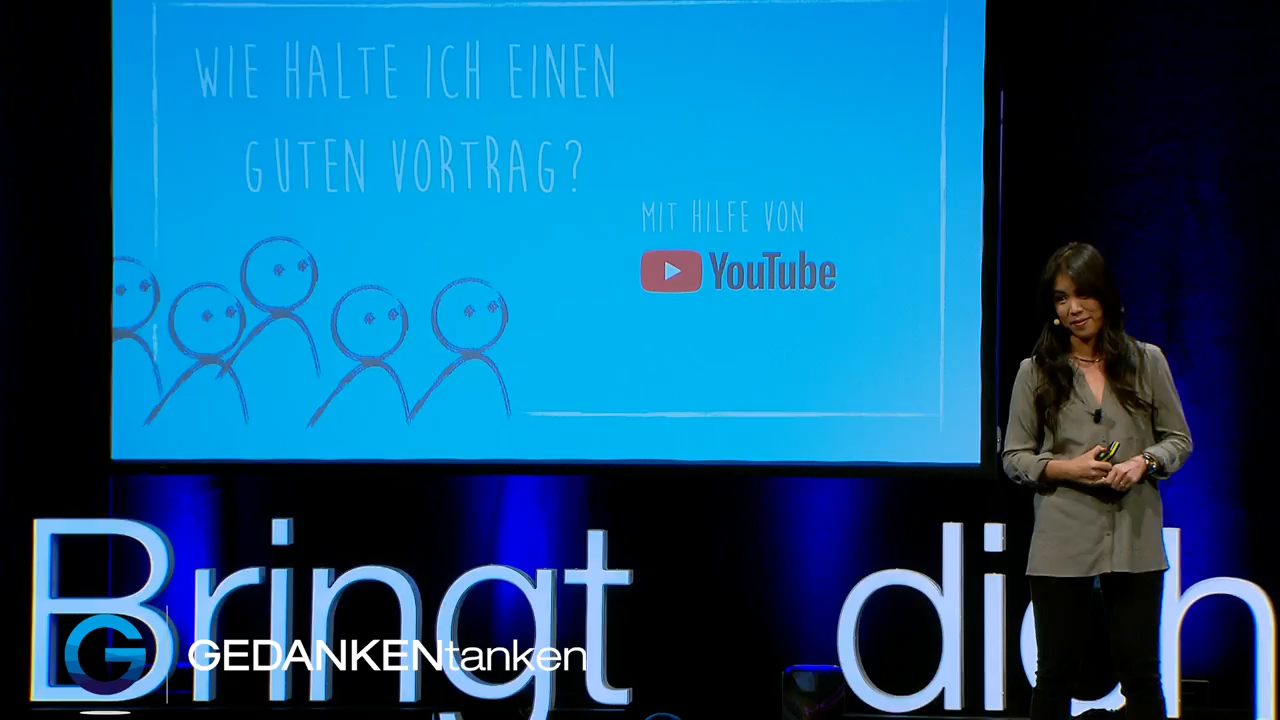 WIE HALTE ICH EINEN
GUTEN VORTRAG?
MIT HILFE VON
YouTube
Bringt dich
G GEDANKENtanken